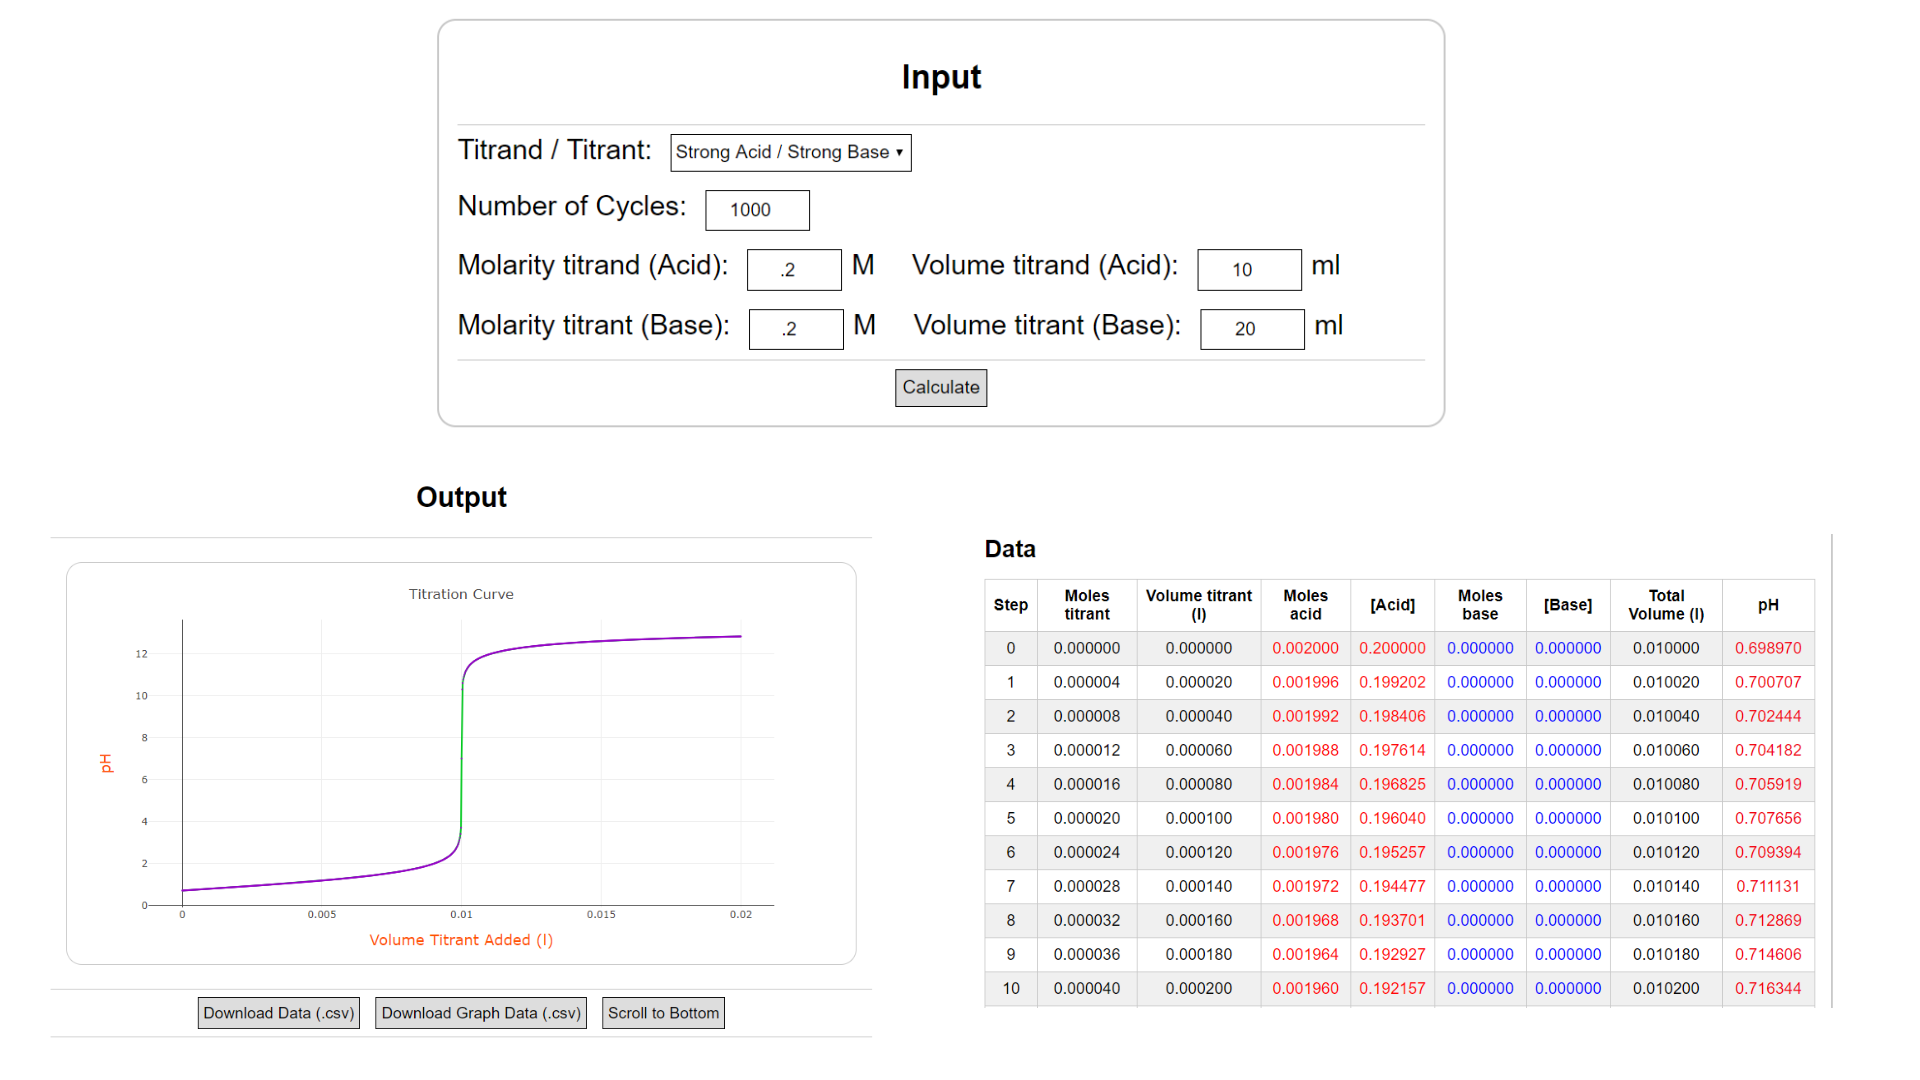 Input
Titrand / Titrant: Strong Acid / Strong Base ▾
Number of Cycles: 1000
Molarity titrand (Acid): .2 M Volume titrand (Acid): 10 ml
Molarity titrant (Base): .2 M Volume titrant (Base): 20 ml
Calculate
Output
Titration Curve
12
10
8
6
4
2
0
pH
0 0.005 0.01 0.015 0.02
Volume Titrant Added (l)
Download Data (.csv) Download Graph Data (.csv) Scroll to Bottom
Data
Step Moles titrant Volume titrant (l) Moles acid [Acid] Moles base [Base] Total Volume (l) pH
0 0.000000 0.000000 0.002000 0.200000 0.000000 0.000000 0.010000 0.698970
1 0.000004 0.000020 0.001996 0.199202 0.000000 0.000000 0.010020 0.700707
2 0.000008 0.000040 0.001992 0.198406 0.000000 0.000000 0.010040 0.702444
3 0.000012 0.000060 0.001988 0.197614 0.000000 0.000000 0.010060 0.704182
4 0.000016 0.000080 0.001984 0.196825 0.000000 0.000000 0.010080 0.705919
5 0.000020 0.000100 0.001980 0.196040 0.000000 0.000000 0.010100 0.707656
6 0.000024 0.000120 0.001976 0.195257 0.000000 0.000000 0.010120 0.709394
7 0.000028 0.000140 0.001972 0.194477 0.000000 0.000000 0.010140 0.711131
8 0.000032 0.000160 0.001968 0.193701 0.000000 0.000000 0.010160 0.712869
9 0.000036 0.000180 0.001964 0.192927 0.000000 0.000000 0.010180 0.714606
10 0.000040 0.000200 0.001960 0.192157 0.000000 0.000000 0.010200 0.716344